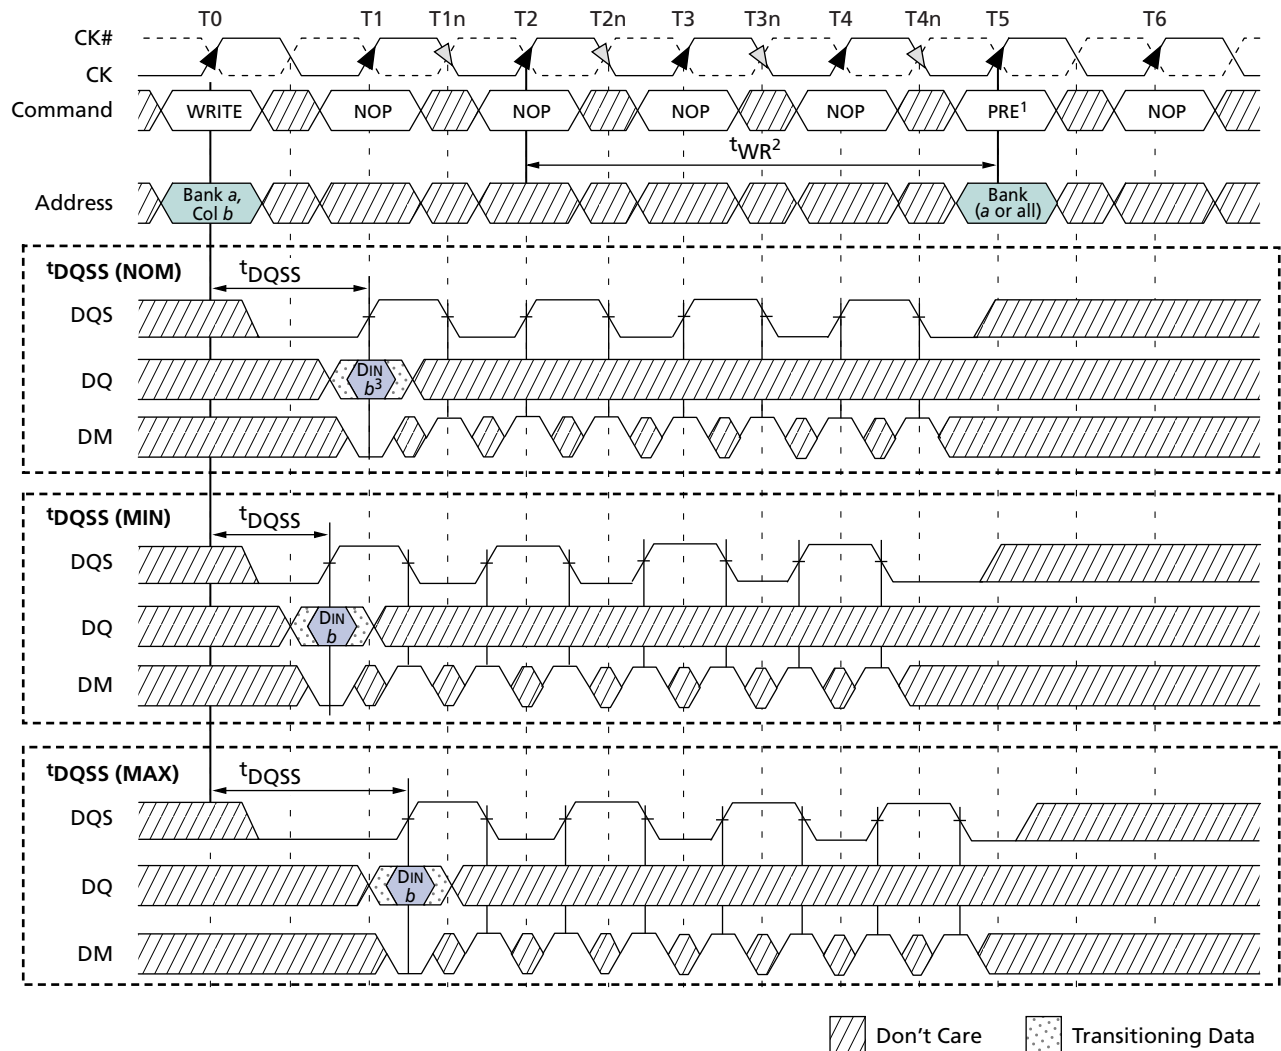 T0 T1 T1n T2 T2n T3 T3n T4 T4n T5 T6
CK#
CK
Command WRITE NOP NOP NOP NOP PRE1 NOP
tWR2
Address Bank a, Col b Bank (a or all)
tDQSS (NOM) tDQSS
DQS
DQ DIN b3
DM
tDQSS (MIN) tDQSS
DQS
DQ DIN b
DM
tDQSS (MAX) tDQSS
DQS
DQ DIN b
DM
Don't Care Transitioning Data